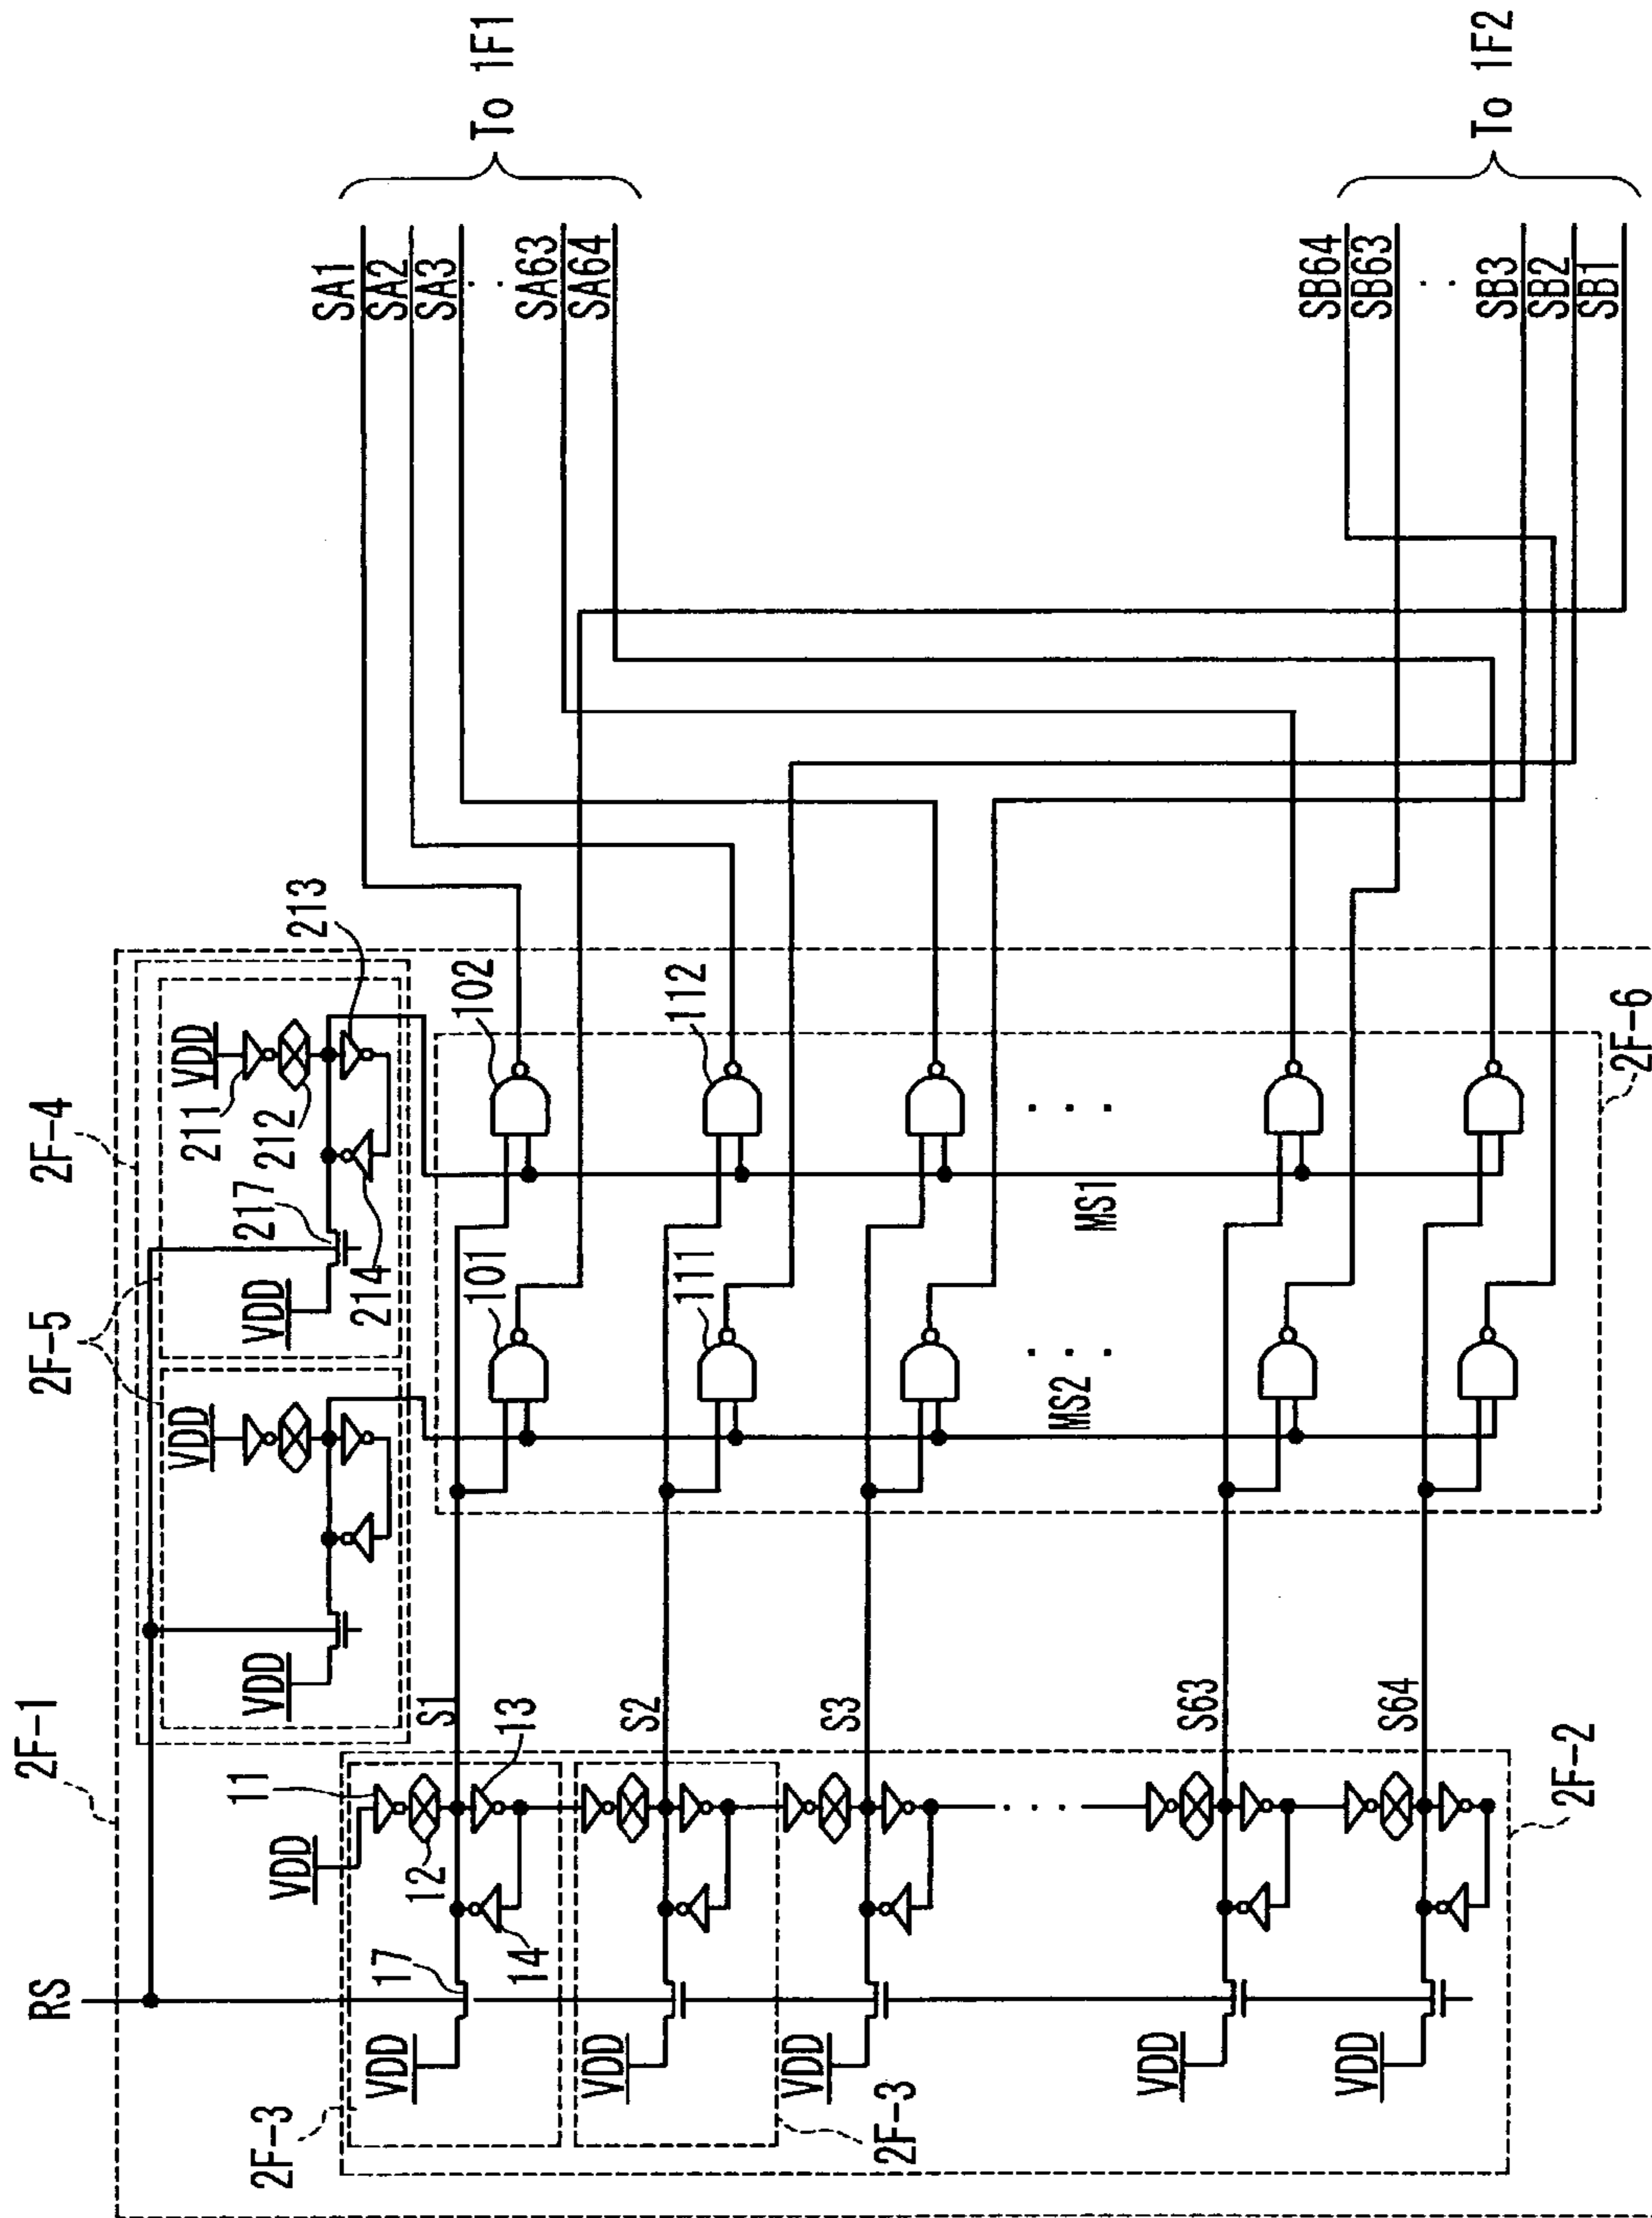 RS
2F-1
2F-5
2F-4
VDD
VDD
211
2F-3
VDD
VDD
217
212
VDD
213
11
SA1
VDD
17
214
SA2
12
S1
SA3
101
102
. .
To 1F1
14
13
SA63
VDD
S2
SA64
111
112
VDD
S3
2F-3
. . .
. . .
. . .
MS2
MS1
VDD
S63
SB64
VDD
S64
SB63
. .
To 1F2
SB3
SB2
2F-2
SB1
2F-6